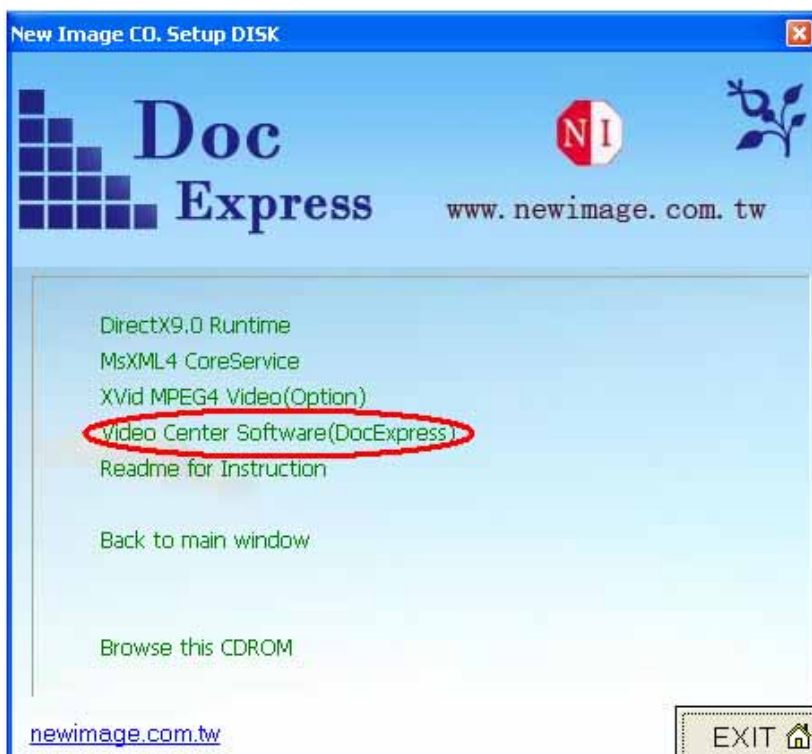 New Image CO. Setup DISK
Doc
Express
N I
www.newimage.com.tw
DirectX9.0 Runtime
MsXML4 CoreService
XVid MPEG4 Video(Option)
Video Center Software(DocExpress)
Readme for Instruction
Back to main window
Browse this CDROM
newimage.com.tw
EXIT